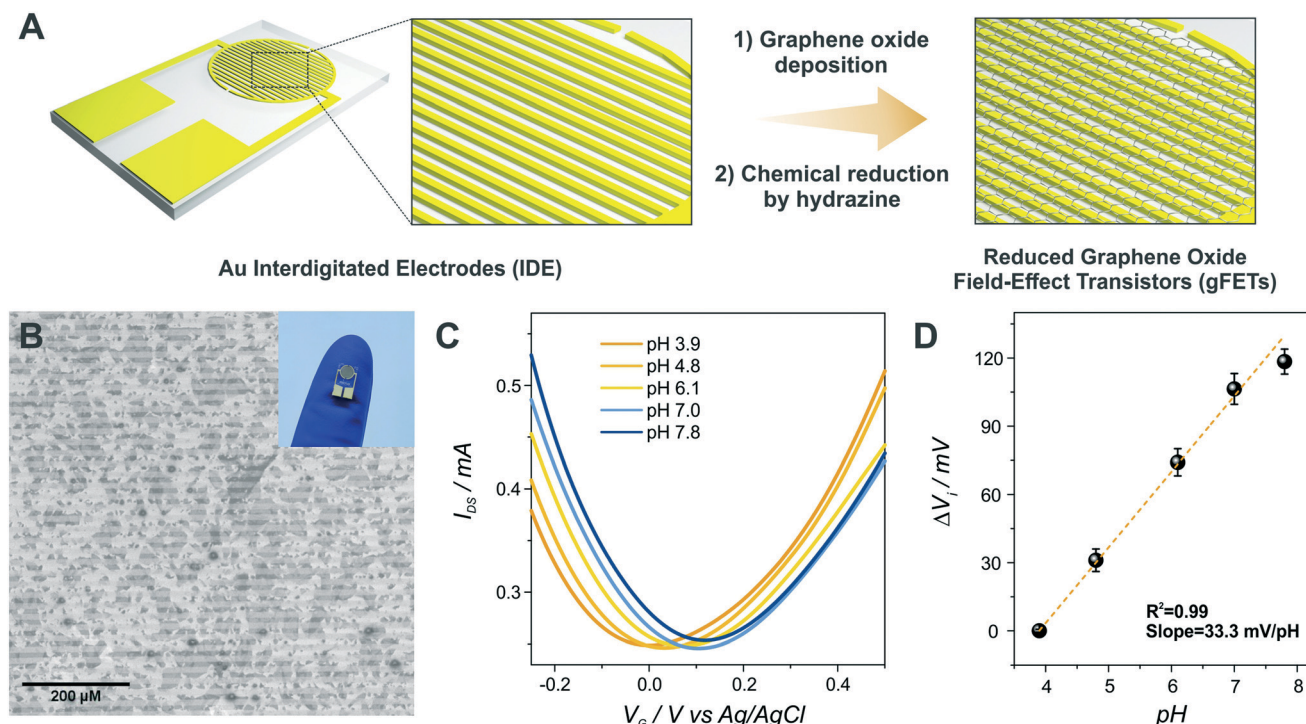 A
1) Graphene oxide
deposition
2) Chemical reduction
by hydrazine
Au Interdigitated Electrodes (IDE)
Reduced Graphene Oxide
Field-Effect Transistors (gFETs)
B
200 µM
C
I_DS / mA
0.5
0.4
0.3
pH 3.9
pH 4.8
pH 6.1
pH 7.0
pH 7.8
-0.2
0.0
0.2
0.4
V_G / V vs Ag/AgCl
D
ΔV_i / mV
120
90
60
30
0
R²=0.99
Slope=33.3 mV/pH
4
5
6
7
8
pH